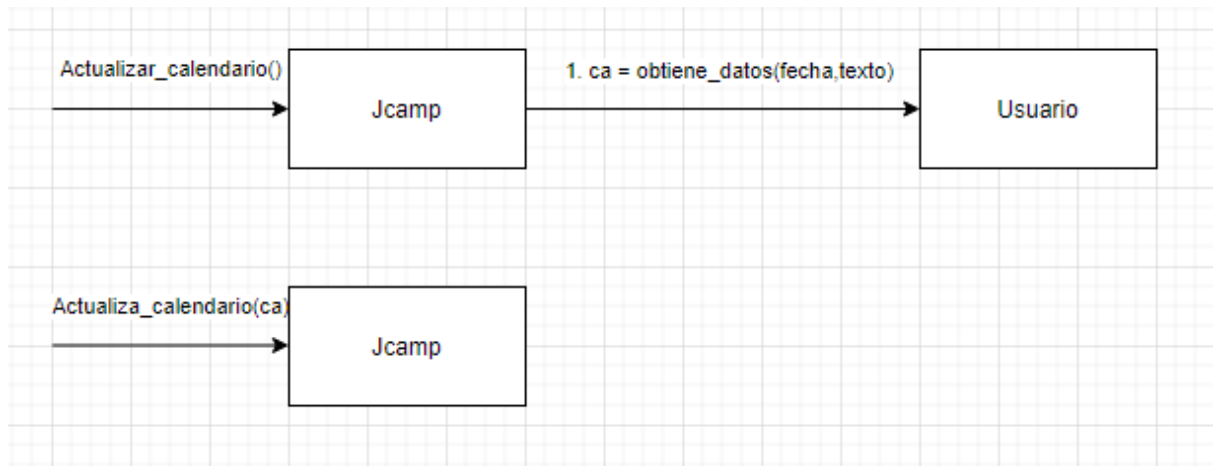 Actualizar_calendario()
Jcamp
1. ca = obtiene_datos(fecha,texto)
Usuario
Actualiza_calendario(ca)
Jcamp